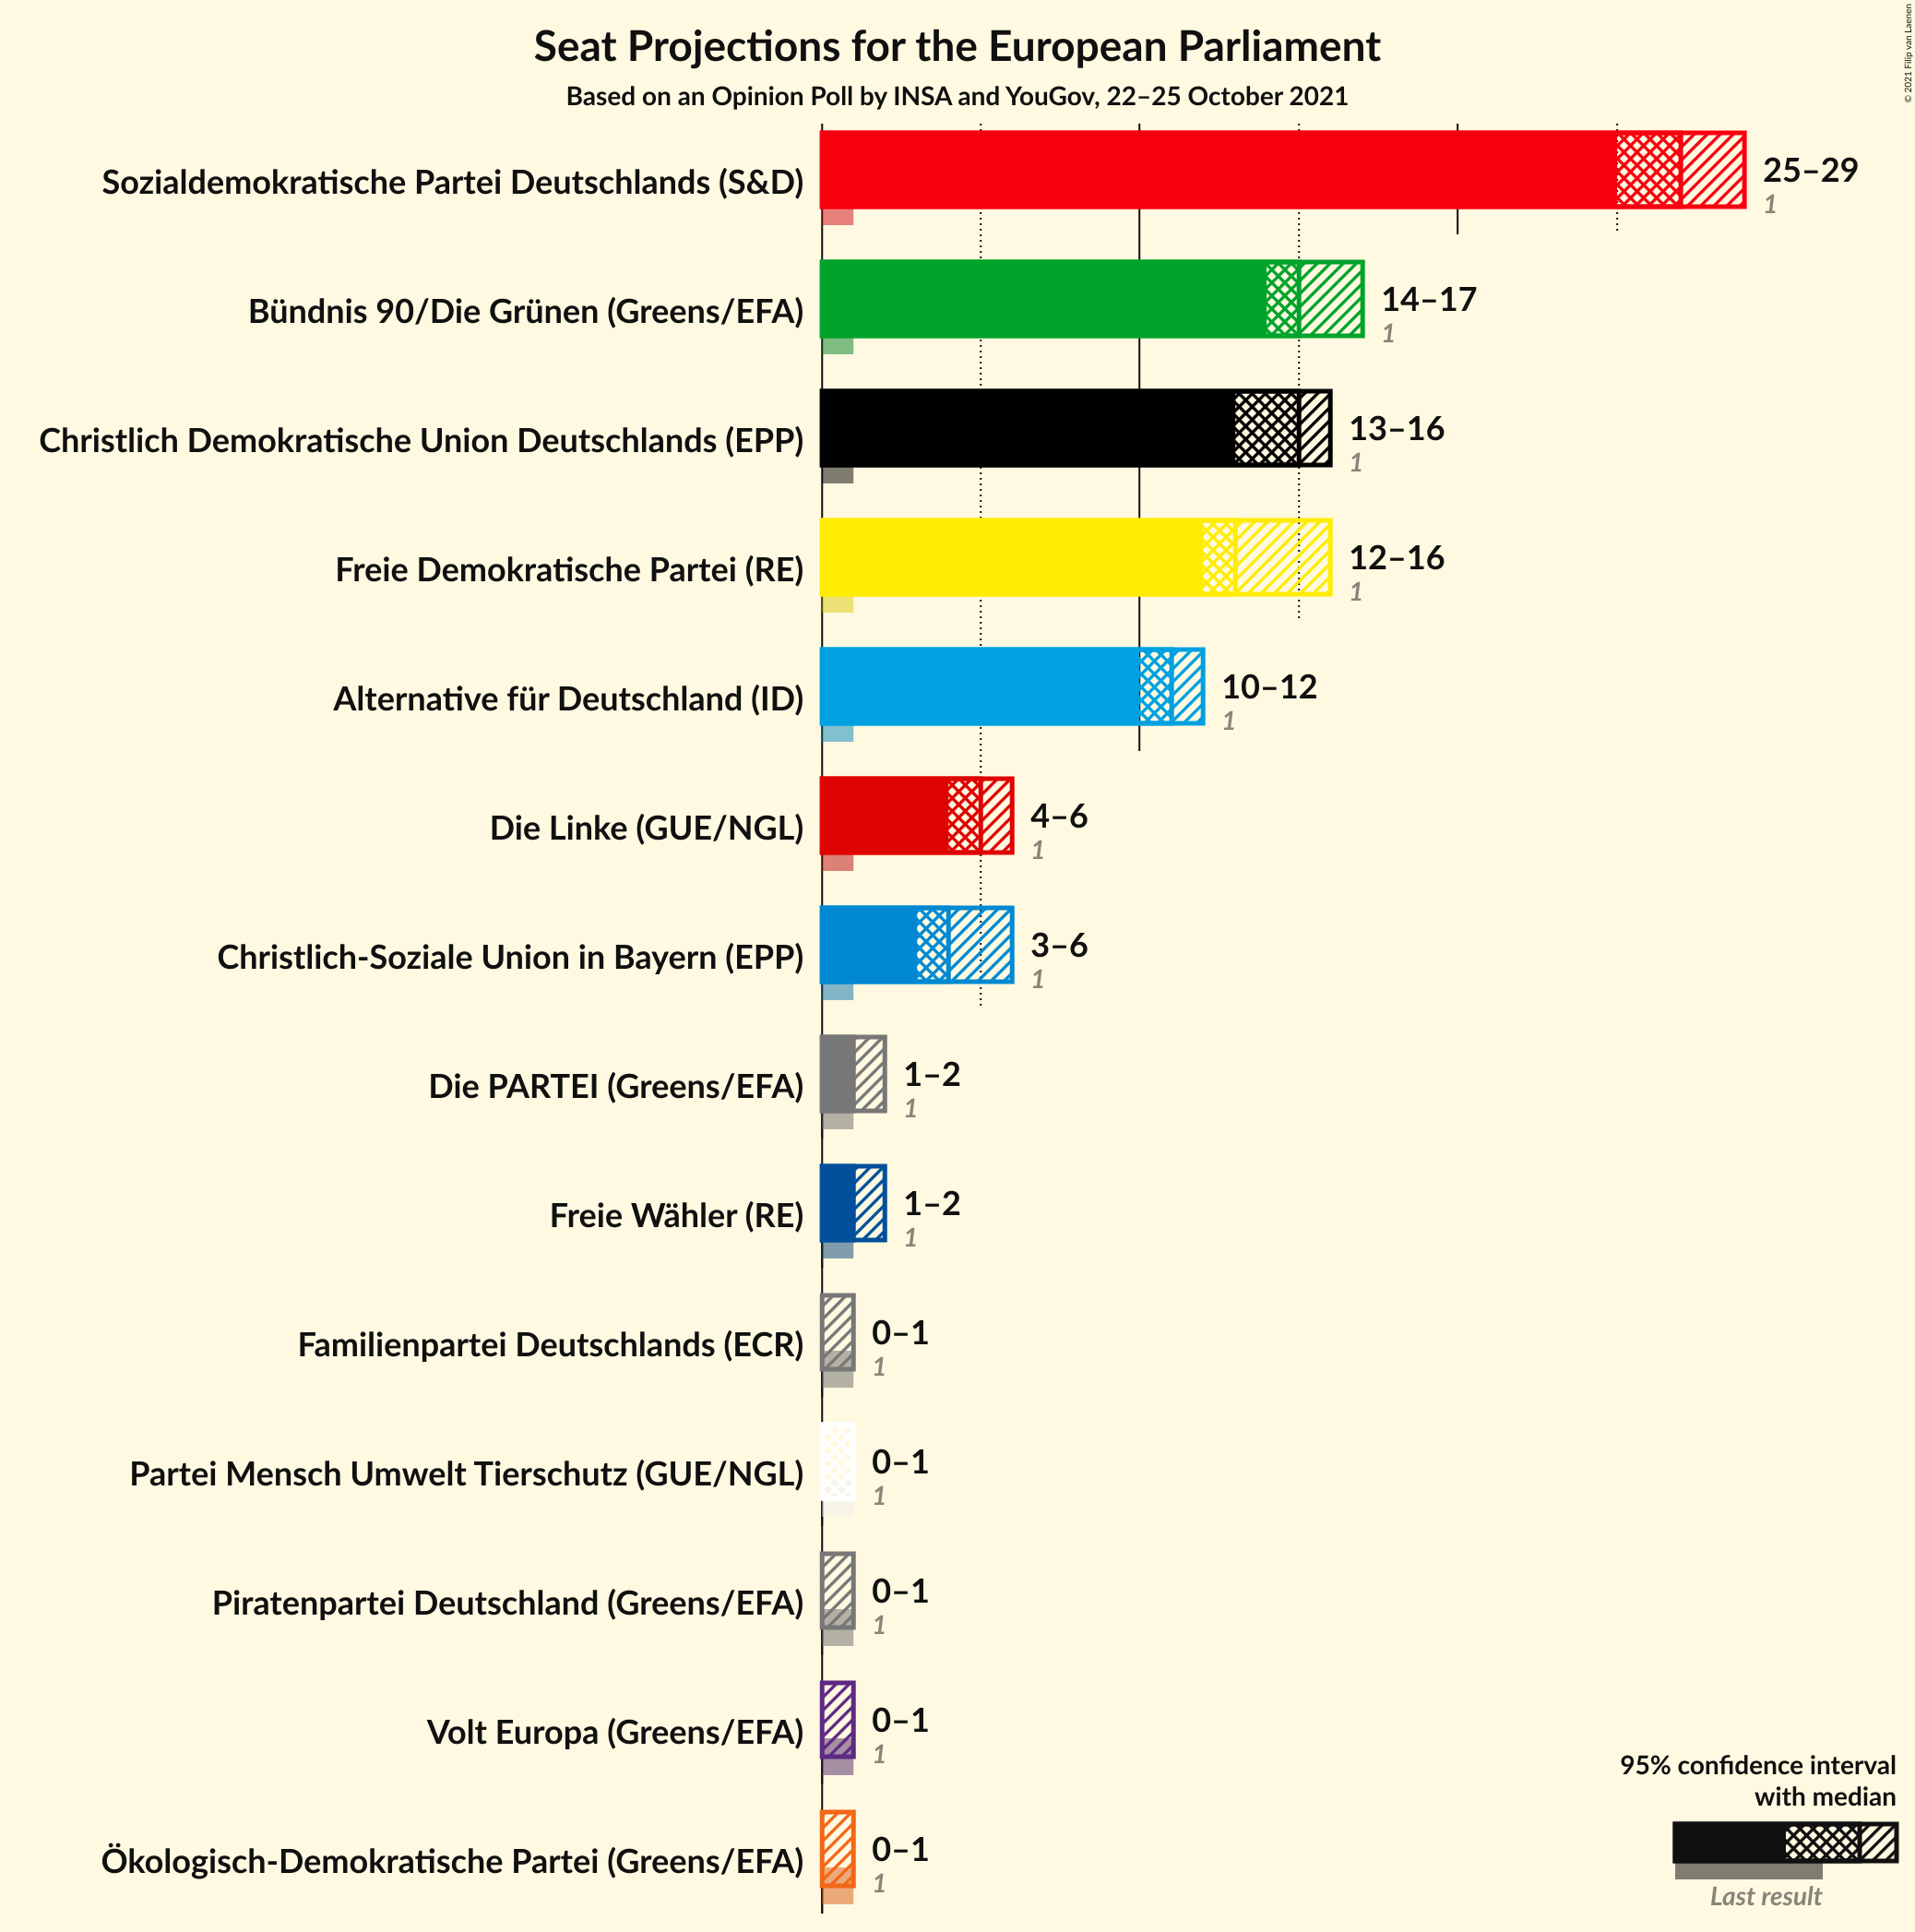 Seat Projections for the European Parliament
Based on an Opinion Poll by INSA and YouGov, 22–25 October 2021
© 2021 Filip van Laenen
Sozialdemokratische Partei Deutschlands (S&D)
25–29
1
Bündnis 90/Die Grünen (Greens/EFA)
14–17
1
Christlich Demokratische Union Deutschlands (EPP)
13–16
1
Freie Demokratische Partei (RE)
12–16
1
Alternative für Deutschland (ID)
10–12
1
Die Linke (GUE/NGL)
4–6
1
Christlich-Soziale Union in Bayern (EPP)
3–6
1
Die PARTEI (Greens/EFA)
1–2
1
Freie Wähler (RE)
1–2
1
Familienpartei Deutschlands (ECR)
0–1
1
Partei Mensch Umwelt Tierschutz (GUE/NGL)
0–1
1
Piratenpartei Deutschland (Greens/EFA)
0–1
1
Volt Europa (Greens/EFA)
0–1
1
Ökologisch-Demokratische Partei (Greens/EFA)
0–1
1
95% confidence interval
with median
Last result